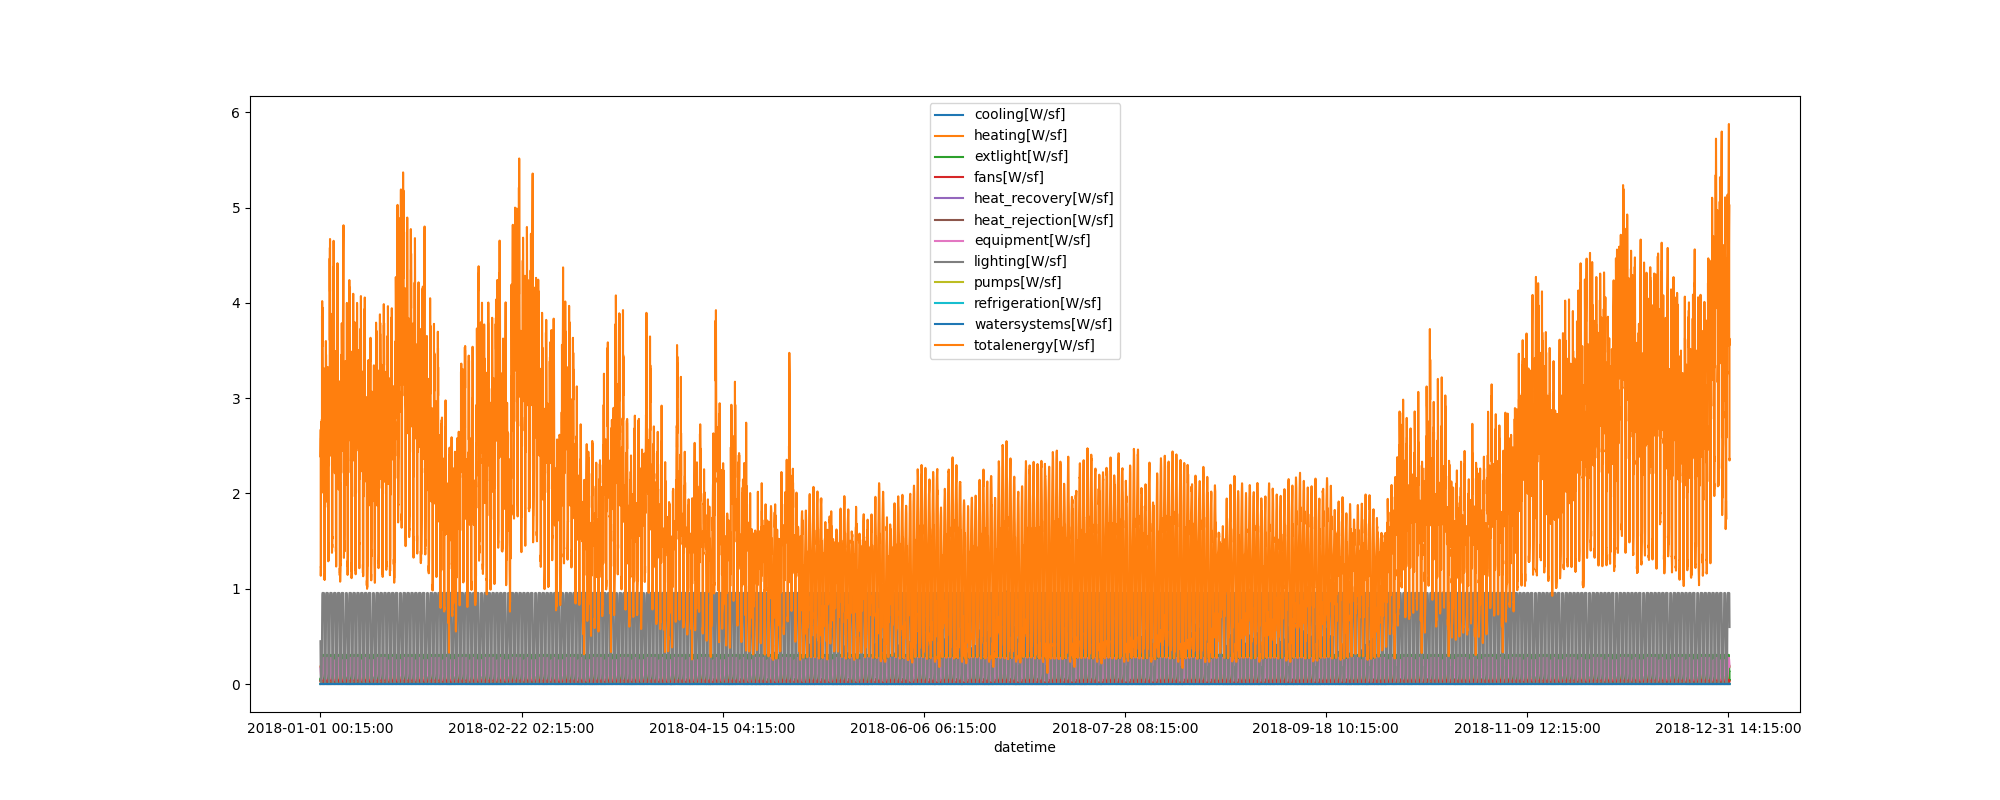 6
5
4
3
2
1
0
cooling[W/sf]
heating[W/sf]
extlight[W/sf]
fans[W/sf]
heat_recovery[W/sf]
heat_rejection[W/sf]
equipment[W/sf]
lighting[W/sf]
pumps[W/sf]
refrigeration[W/sf]
watersystems[W/sf]
totalenergy[W/sf]
2018-01-01 00:15:00 2018-02-22 02:15:00 2018-04-15 04:15:00 2018-06-06 06:15:00 2018-07-28 08:15:00 2018-09-18 10:15:00 2018-11-09 12:15:00 2018-12-31 14:15:00
datetime